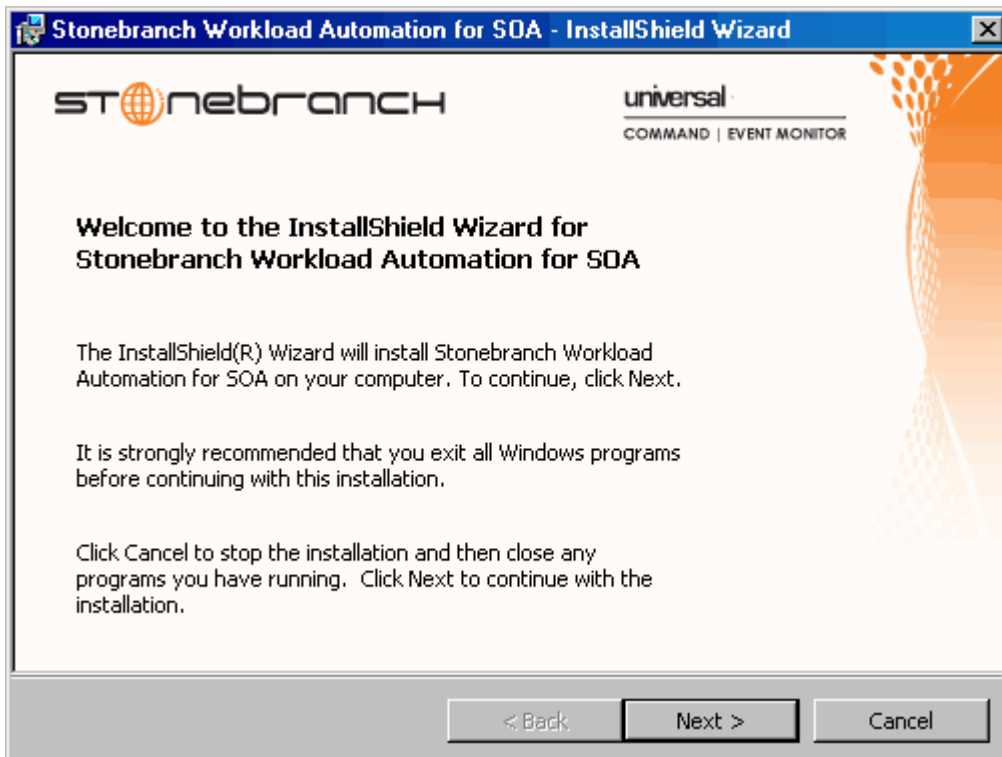 Stonebranch Workload Automation for SOA - InstallShield Wizard
STONEBRANCH
universal
COMMAND | EVENT MONITOR
Welcome to the InstallShield Wizard for
Stonebranch Workload Automation for SOA
The InstallShield(R) Wizard will install Stonebranch Workload
Automation for SOA on your computer. To continue, click Next.
It is strongly recommended that you exit all Windows programs
before continuing with this installation.
Click Cancel to stop the installation and then close any
programs you have running.  Click Next to continue with the
installation.
< Back
Next >
Cancel